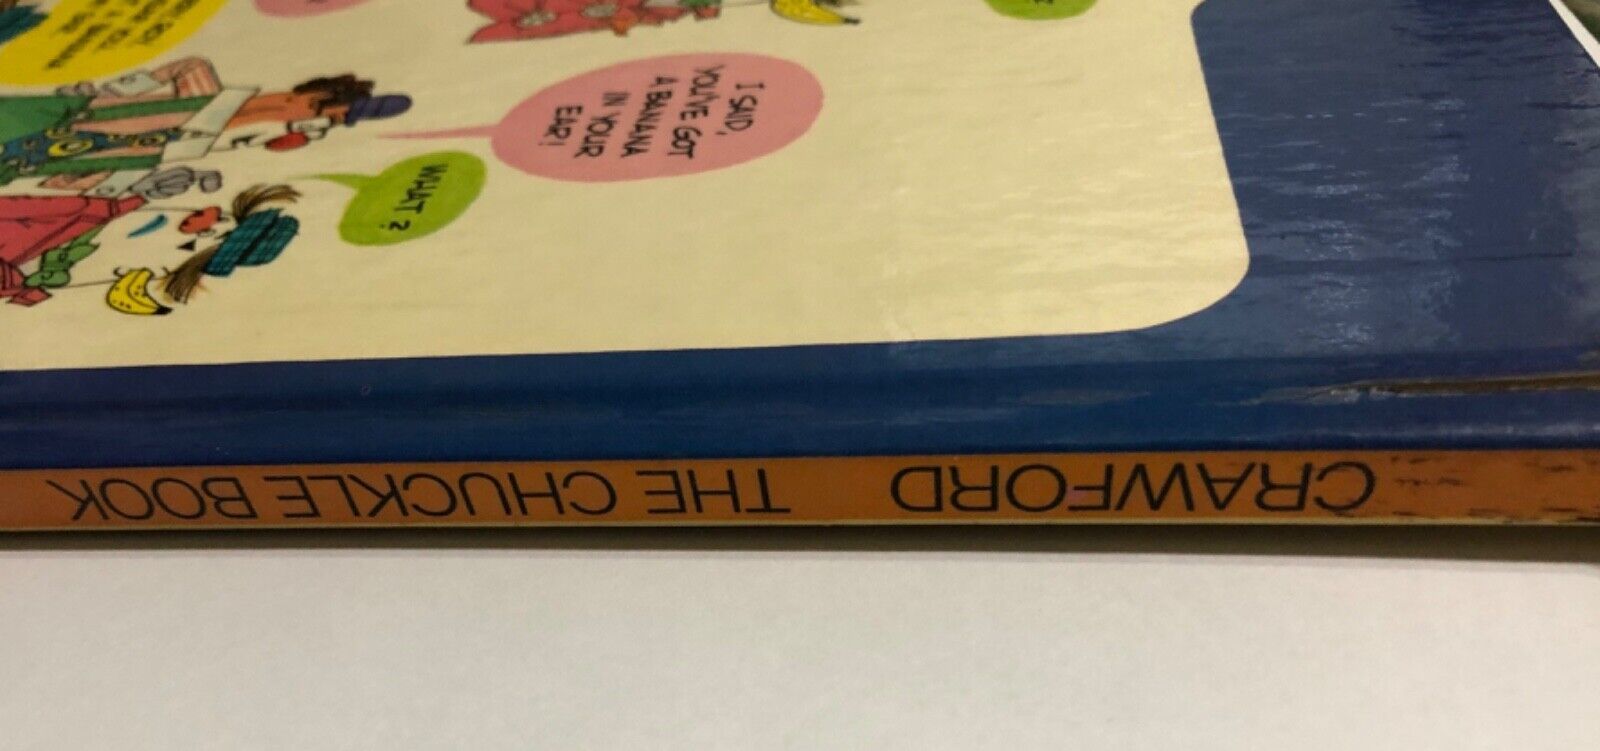 I SAID,
YOU'VE GOT
A BANANA
IN YOUR
EAR!
WHAT?
CRAWFORD THE CHUCKLE BOOK